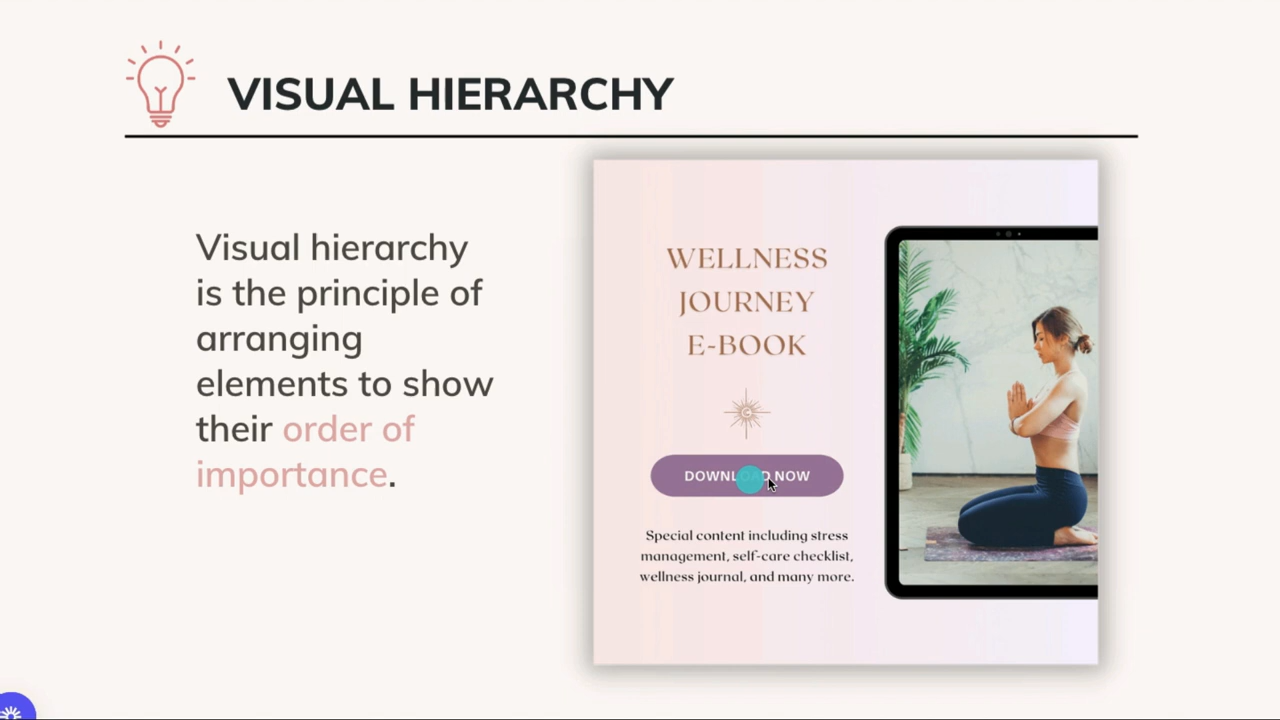 VISUAL HIERARCHY
Visual hierarchy
is the principle of
arranging
elements to show
their order of
importance.
WELLNESS
JOURNEY
E-BOOK
DOWNLOAD NOW
Special content including stress
management, self-care checklist,
wellness journal, and many more.